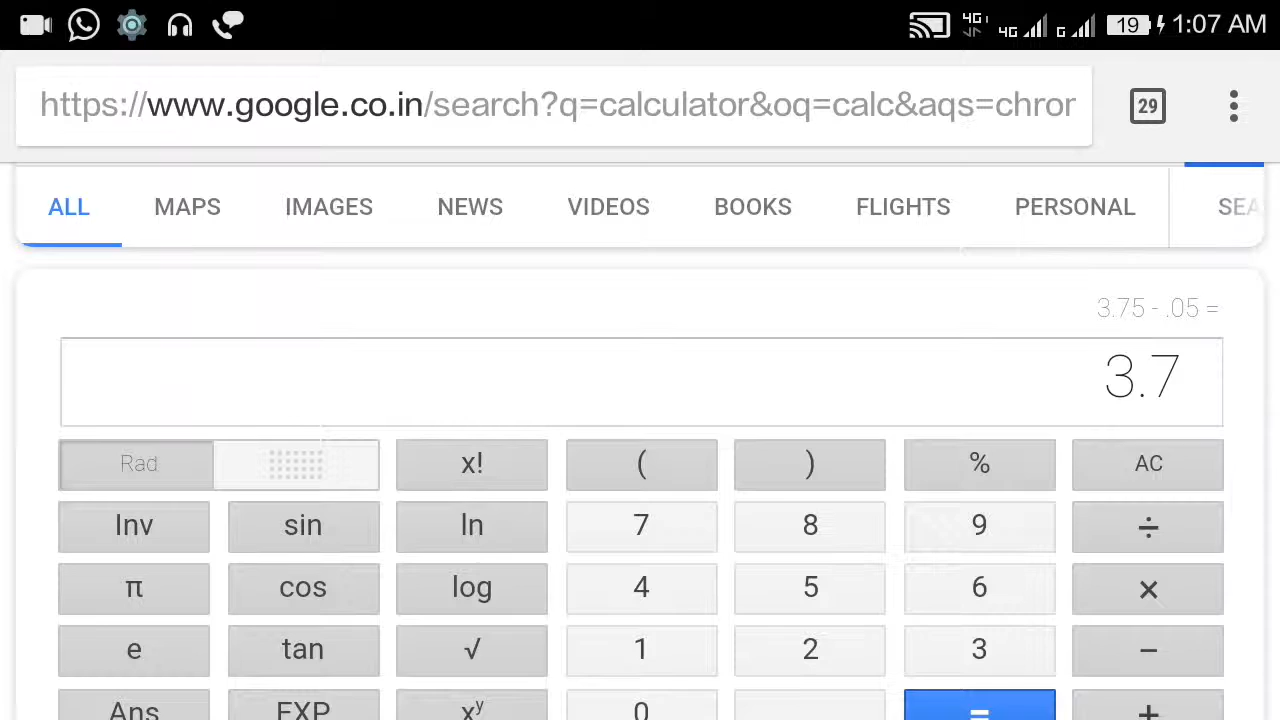 4G 4G G 19 1:07 AM
https://www.google.co.in/search?q=calculator&oq=calc&aqs=chror 29
ALL MAPS IMAGES NEWS VIDEOS BOOKS FLIGHTS PERSONAL SEA
3.75 - .05 =
3.7
Rad x! ( ) % AC
Inv sin ln 7 8 9 ÷
π cos log 4 5 6 ×
e tan √ 1 2 3 −
Ans EXP xʸ 0 = +